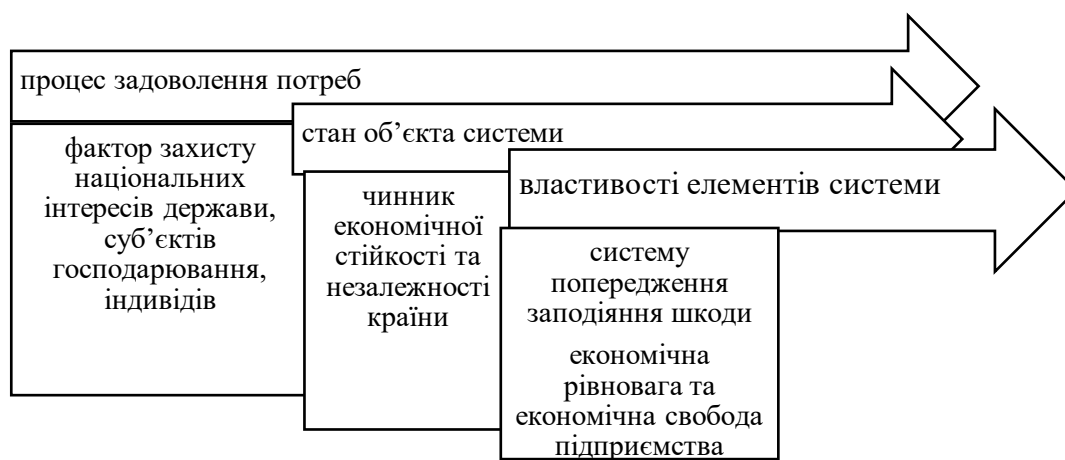 процес задоволення потреб
фактор захисту
національних
інтересів держави,
суб’єктів
господарювання,
індивідів
стан об’єкта системи
чинник
економічної
стійкості та
незалежності
країни
властивості елементів системи
систему
попередження
заподіяння шкоди
економічна
рівновага та
економічна свобода
підприємства